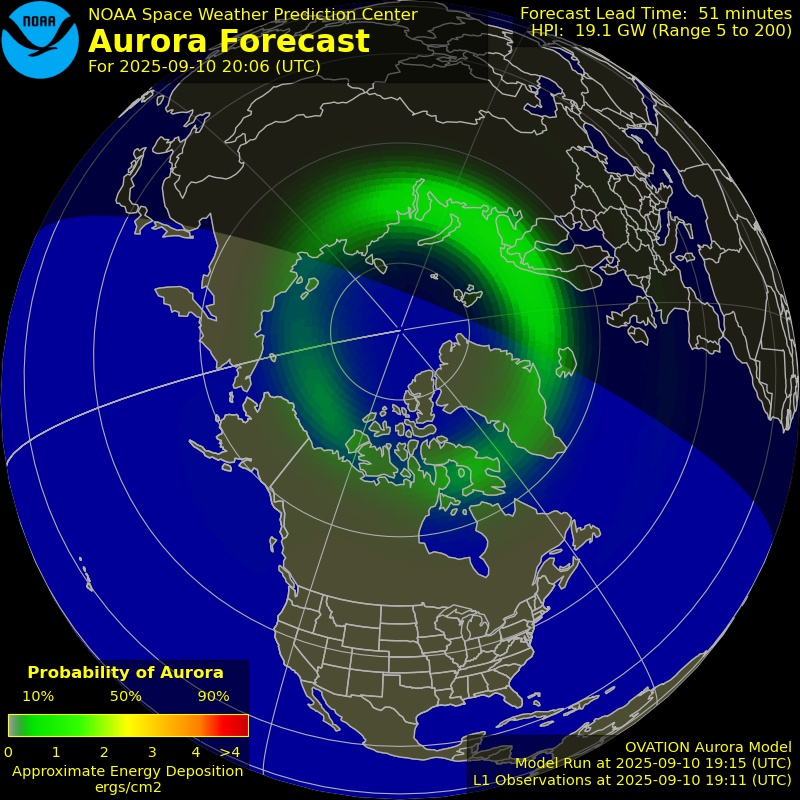 NOAA
NOAA Space Weather Prediction Center
Aurora Forecast
For 2025-09-10 20:06 (UTC)
Forecast Lead Time: 51 minutes
HPI: 19.1 GW (Range 5 to 200)
Probability of Aurora
10% 50% 90%
0 1 2 3 4 >4
Approximate Energy Deposition
ergs/cm2
OVATION Aurora Model
Model Run at 2025-09-10 19:15 (UTC)
L1 Observations at 2025-09-10 19:11 (UTC)